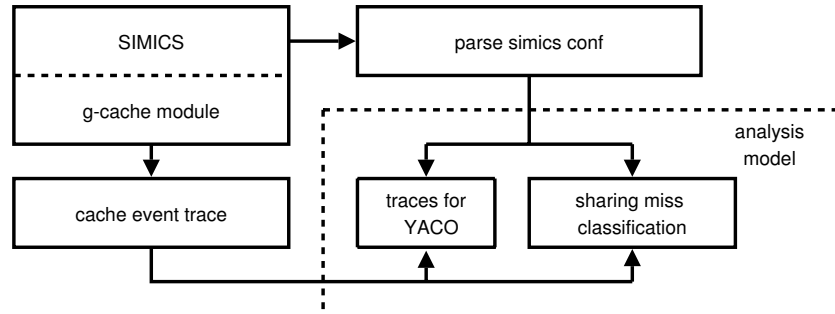 SIMICS
parse simics conf
g-cache module
analysis
model
cache event trace
traces for
YACO
sharing miss
classification